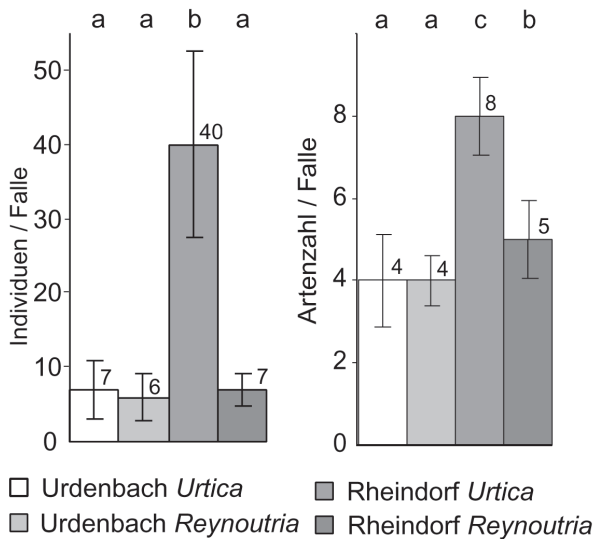 a a b a
a a c b
Individuen / Falle
50
40
30
20
10
0
7
6
40
7
Artenzahl / Falle
8
6
4
2
0
4
4
8
5
Urdenbach Urtica
Urdenbach Reynoutria
Rheindorf Urtica
Rheindorf Reynoutria